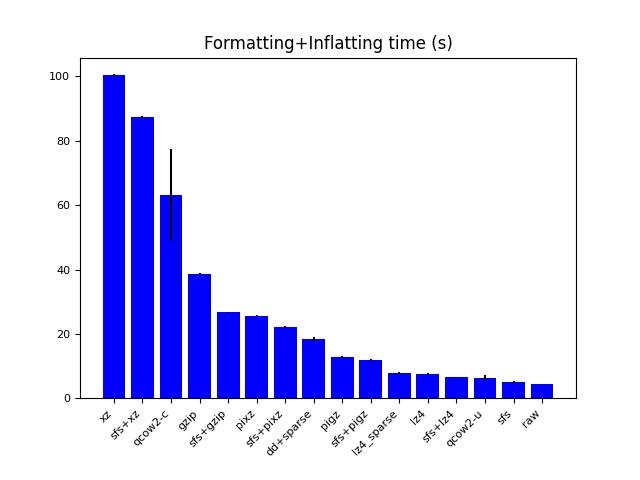 Formatting+Inflatting time (s)
100
80
60
40
20
0
xz
sfs+xz
qcow2-c
gzip
sfs+gzip
pixz
sfs+pixz
dd+sparse
pigz
sfs+pigz
lz4_sparse
lz4
sfs+lz4
qcow2-u
sfs
raw